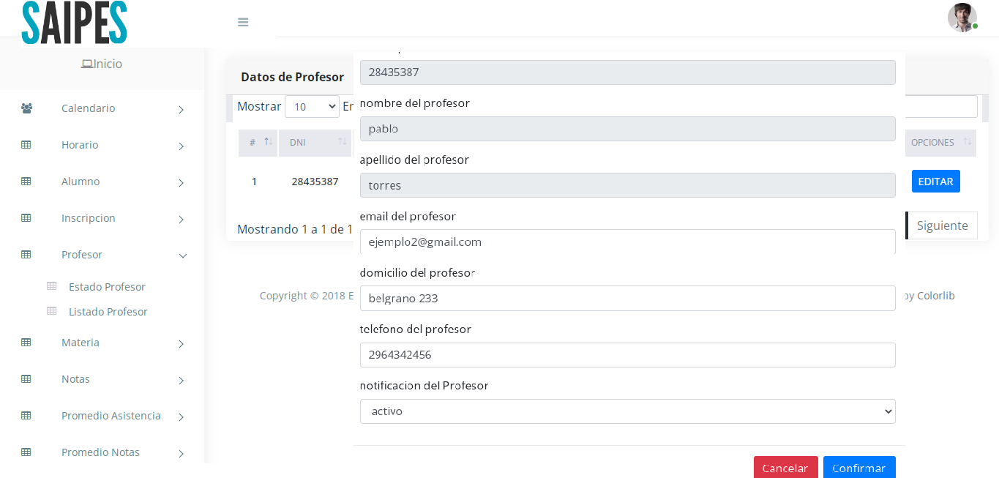 SAIPES
Inicio
Calendario
Horario
Alumno
Inscripcion
Profesor
Estado Profesor
Listado Profesor
Materia
Notas
Promedio Asistencia
Promedio Notas
Datos de Profesor
Mostrar 10
# DNI OPCIONES
1 28435387 EDITAR
Mostrando 1 a 1 de 1
Siguiente
Copyright © 2018
by Colorlib
28435387
nombre del profesor
pablo
apellido del profesor
torres
email del profesor
ejemplo2@gmail.com
domicilio del profesor
belgrano 233
telefono del profesor
2964342456
notificacion del Profesor
activo
Cancelar Confirmar